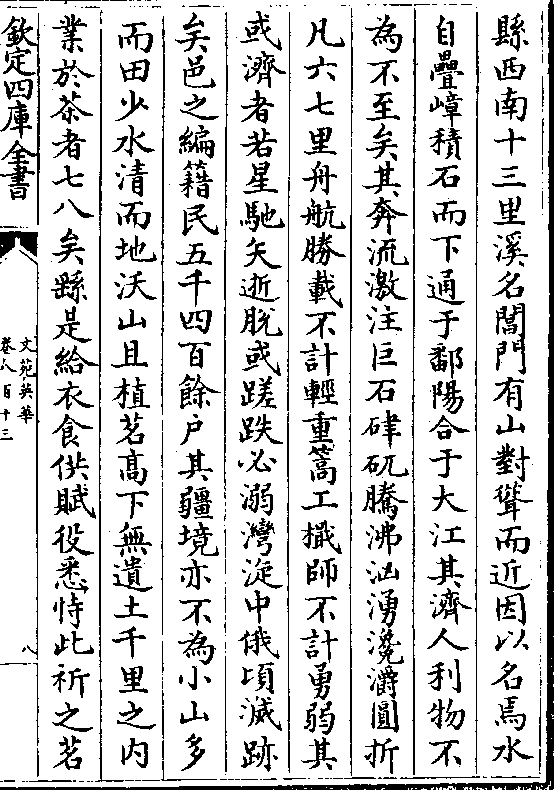 縣西南十三里溪名閶門有山對聳而近因以名焉水
自疊嶂積石而下通于鄱陽合于大江其濟人利物不
為不至矣其奔流激注巨石硉矹騰沸汹湧瀺灂圓折
凡六七里舟航勝載不計輕重篙工檝師不計勇弱其
或濟者若星馳矢逝脫或蹉跌必溺灣淀中俄頃滅跡
矣邑之編籍民五千四百餘户其疆境亦不為小山多
而田少水清而地沃山且植茗高下無遺土千里之内
業於茶者七八矣繇是給衣食供賦役悉恃此祈之茗
欽定四庫全書
文苑英華
卷八百十三
八